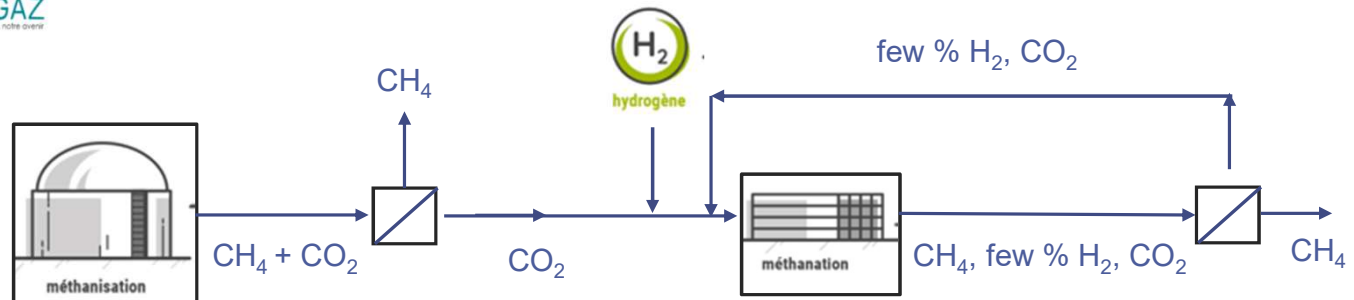 GAZ
notre avenir
CH₄
H₂
hydrogène
few % H₂, CO₂
CH₄ + CO₂
CO₂
CH₄, few % H₂, CO₂
CH₄
méthanisation
méthanation